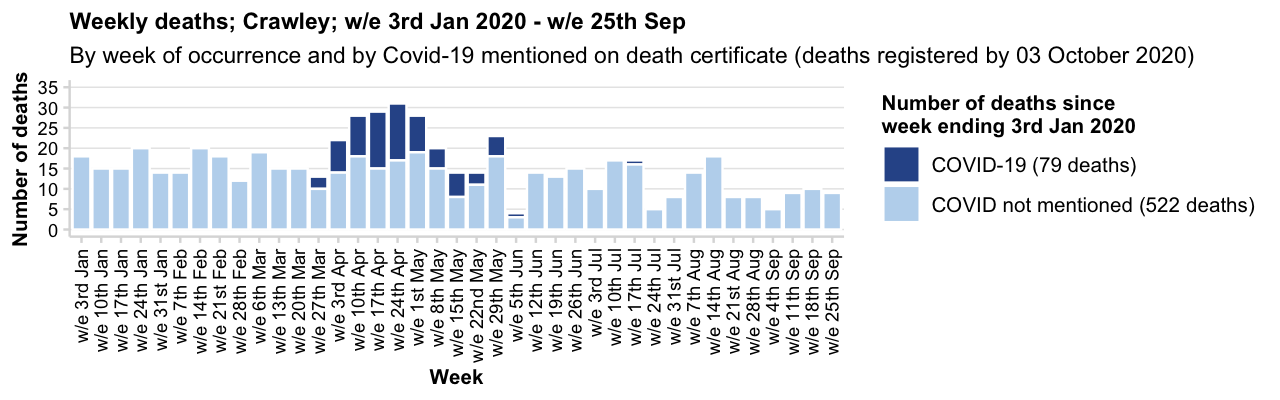 Weekly deaths; Crawley; w/e 3rd Jan 2020 - w/e 25th Sep
By week of occurrence and by Covid-19 mentioned on death certificate (deaths registered by 03 October 2020)
Number of deaths
35
30
25
20
15
10
5
0
w/e 3rd Jan
w/e 10th Jan
w/e 17th Jan
w/e 24th Jan
w/e 31st Jan
w/e 7th Feb
w/e 14th Feb
w/e 21st Feb
w/e 28th Feb
w/e 6th Mar
w/e 13th Mar
w/e 20th Mar
w/e 27th Mar
w/e 3rd Apr
w/e 10th Apr
w/e 17th Apr
w/e 24th Apr
w/e 1st May
w/e 8th May
w/e 15th May
w/e 22nd May
w/e 29th May
w/e 5th Jun
w/e 12th Jun
w/e 19th Jun
w/e 26th Jun
w/e 3rd Jul
w/e 10th Jul
w/e 17th Jul
w/e 24th Jul
w/e 31st Jul
w/e 7th Aug
w/e 14th Aug
w/e 21st Aug
w/e 28th Aug
w/e 4th Sep
w/e 11th Sep
w/e 18th Sep
w/e 25th Sep
Week
Number of deaths since
week ending 3rd Jan 2020
COVID-19 (79 deaths)
COVID not mentioned (522 deaths)